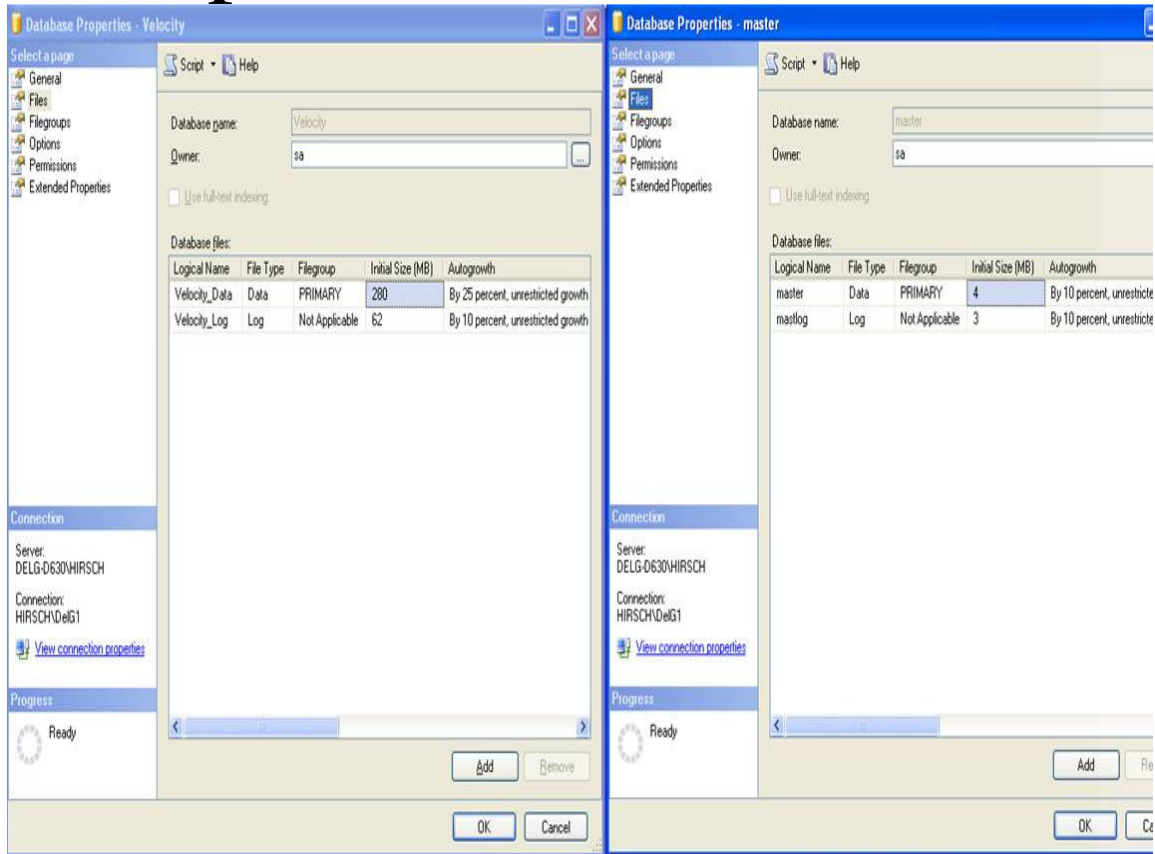 Database Properties - Velocity
Select a page
General
Files
Filegroups
Options
Permissions
Extended Properties
Script
Help
Database name:
Velocity
Owner:
sa
...
Use full-text indexing
Database files:
Logical Name File Type Filegroup Initial Size (MB) Autogrowth
Velocity_Data Data PRIMARY 280 By 25 percent, unrestricted growth
Velocity_Log Log Not Applicable 62 By 10 percent, unrestricted growth
Connection
Server:
DELG-D630\HIRSCH
Connection:
HIRSCH\DelG1
View connection properties
Progress
Ready
Add Remove
OK Cancel
Database Properties - master
Select a page
General
Files
Filegroups
Options
Permissions
Extended Properties
Script
Help
Database name:
master
Owner:
sa
Use full-text indexing
Database files:
Logical Name File Type Filegroup Initial Size (MB) Autogrowth
master Data PRIMARY 4 By 10 percent, unrestricte
mastlog Log Not Applicable 3 By 10 percent, unrestricte
Connection
Server:
DELG-D630\HIRSCH
Connection:
HIRSCH\DelG1
View connection properties
Progress
Ready
Add Re
OK Ca